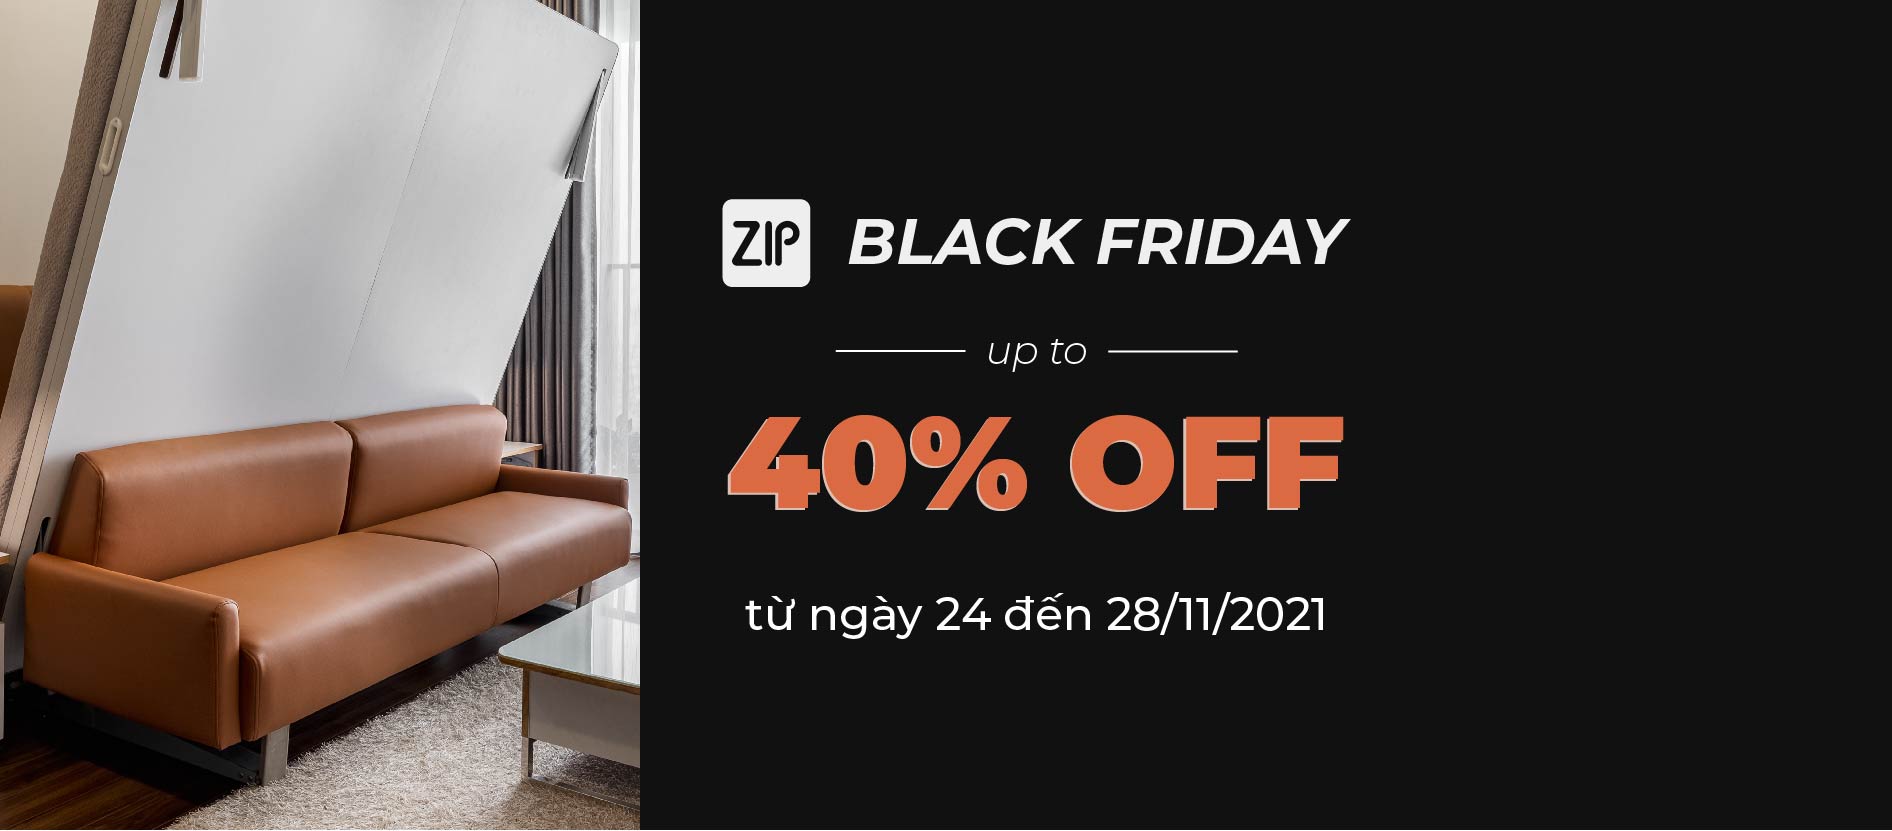 ZIP BLACK FRIDAY
up to
40% OFF
từ ngày 24 đến 28/11/2021